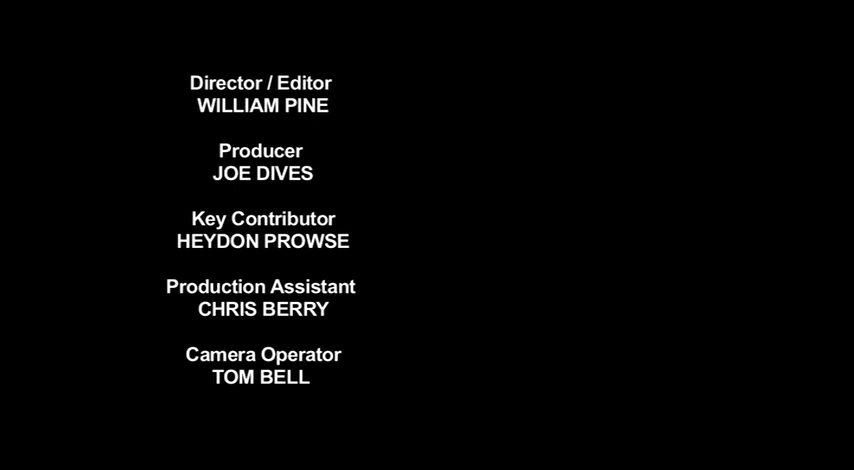 Director / Editor
WILLIAM PINE
Producer
JOE DIVES
Key Contributor
HEYDON PROWSE
Production Assistant
CHRIS BERRY
Camera Operator
TOM BELL